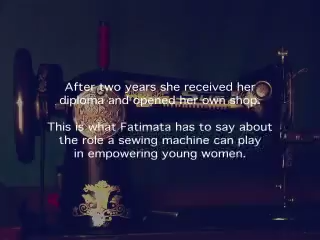 After two years she received her
diploma and opened her own shop.
This is what Fatimata has to say about
the role a sewing machine can play
in empowering young women.